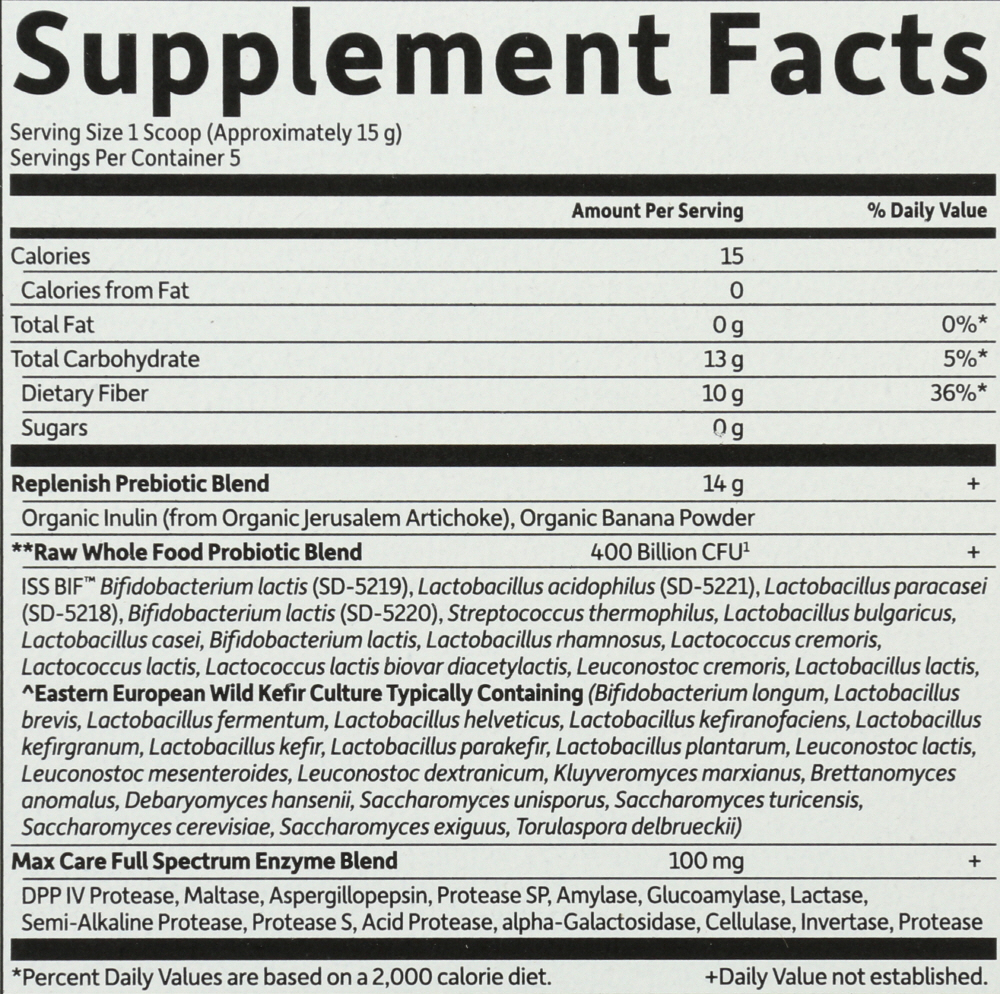 Supplement Facts
Serving Size 1 Scoop (Approximately 15 g)
Servings Per Container 5
Amount Per Serving % Daily Value
Calories 15
Calories from Fat 0
Total Fat 0 g 0%*
Total Carbohydrate 13 g 5%*
Dietary Fiber 10 g 36%*
Sugars 0 g
Replenish Prebiotic Blend 14 g +
Organic Inulin (from Organic Jerusalem Artichoke), Organic Banana Powder
**Raw Whole Food Probiotic Blend 400 Billion CFU¹ +
ISS BIF™ Bifidobacterium lactis (SD-5219), Lactobacillus acidophilus (SD-5221), Lactobacillus paracasei
(SD-5218), Bifidobacterium lactis (SD-5220), Streptococcus thermophilus, Lactobacillus bulgaricus,
Lactobacillus casei, Bifidobacterium lactis, Lactobacillus rhamnosus, Lactococcus cremoris,
Lactococcus lactis, Lactococcus lactis biovar diacetylactis, Leuconostoc cremoris, Lactobacillus lactis,
^Eastern European Wild Kefir Culture Typically Containing (Bifidobacterium longum, Lactobacillus
brevis, Lactobacillus fermentum, Lactobacillus helveticus, Lactobacillus kefiranofaciens, Lactobacillus
kefirgranum, Lactobacillus kefir, Lactobacillus parakefir, Lactobacillus plantarum, Leuconostoc lactis,
Leuconostoc mesenteroides, Leuconostoc dextranicum, Kluyveromyces marxianus, Brettanomyces
anomalus, Debaryomyces hansenii, Saccharomyces unisporus, Saccharomyces turicensis,
Saccharomyces cerevisiae, Saccharomyces exiguus, Torulaspora delbrueckii)
Max Care Full Spectrum Enzyme Blend 100 mg +
DPP IV Protease, Maltase, Aspergillopepsin, Protease SP, Amylase, Glucoamylase, Lactase,
Semi-Alkaline Protease, Protease S, Acid Protease, alpha-Galactosidase, Cellulase, Invertase, Protease
*Percent Daily Values are based on a 2,000 calorie diet. +Daily Value not established.